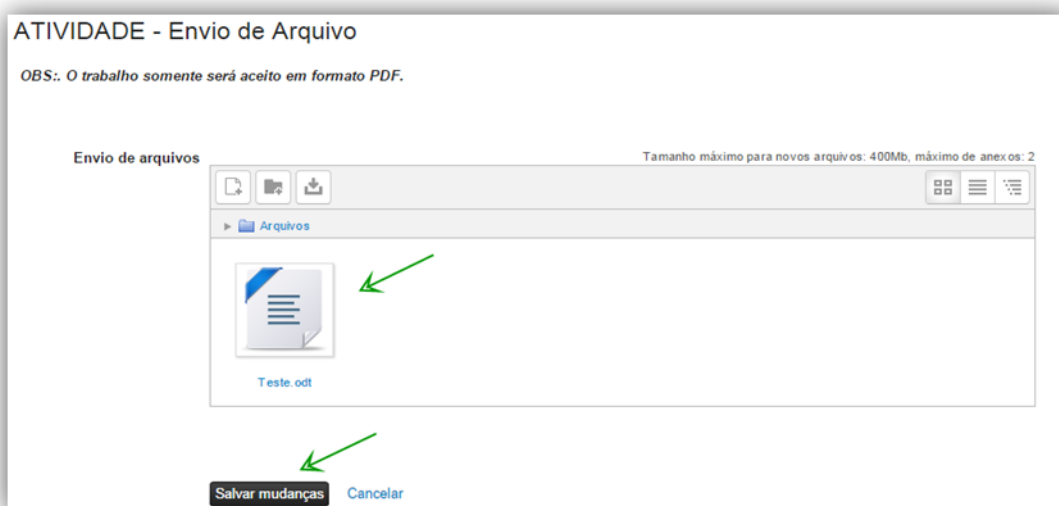 ATIVIDADE - Envio de Arquivo
OBS:. O trabalho somente será aceito em formato PDF.
Envio de arquivos
Tamanho máximo para novos arquivos: 400Mb, máximo de anexos: 2
Arquivos
Teste.odt
Salvar mudanças Cancelar